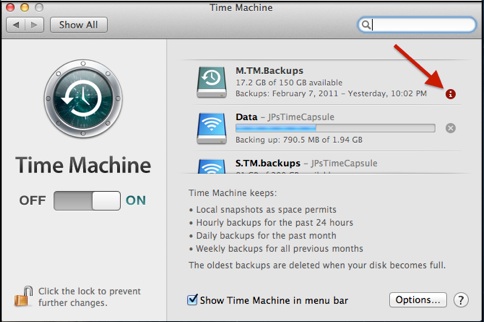 Time Machine
Show All
M.TM.Backups
17.2 GB of 150 GB available
Backups: February 7, 2011 – Yesterday, 10:02 PM
Data – JPsTimeCapsule
Backing up: 790.5 MB of 1.94 GB
S.TM.backups – JPsTimeCapsule
Time Machine
OFF ON
Time Machine keeps:
• Local snapshots as space permits
• Hourly backups for the past 24 hours
• Daily backups for the past month
• Weekly backups for all previous months
The oldest backups are deleted when your disk becomes full.
Click the lock to prevent
further changes.
Show Time Machine in menu bar
Options...
?